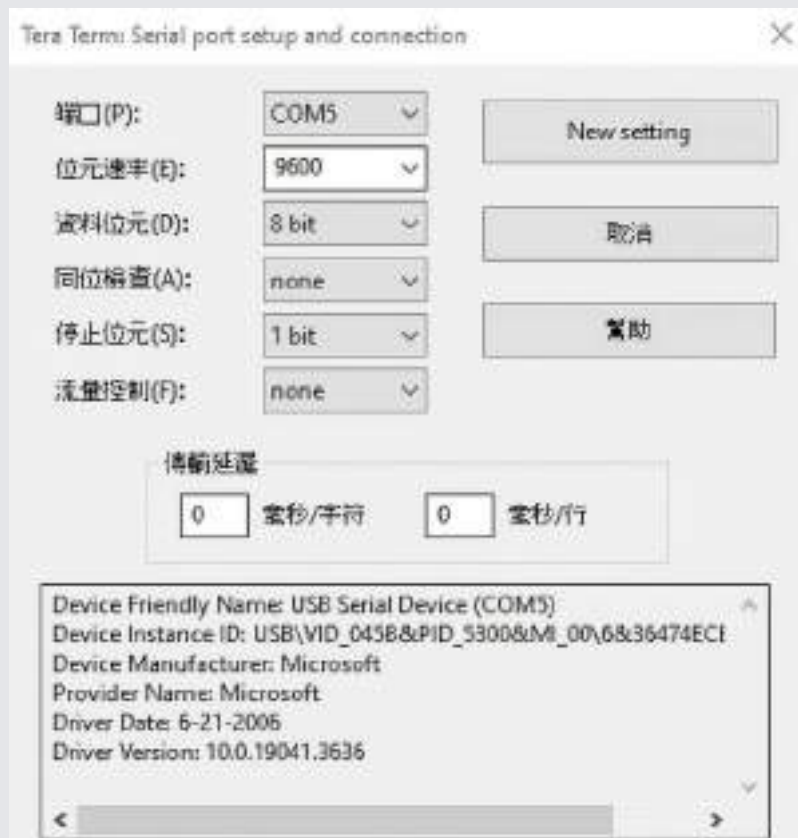 Tera Term: Serial port setup and connection
端口(P):
COM5
New setting
位元速率(E):
9600
資料位元(D):
8 bit
取消
同位檢查(A):
none
停止位元(S):
1 bit
幫助
流量控制(F):
none
傳輸延遲
0
毫秒/字符
0
毫秒/行
Device Friendly Name: USB Serial Device (COM5)
Device Instance ID: USB\VID_045B&PID_5300&MI_00\6&36474ECE
Device Manufacturer: Microsoft
Provider Name: Microsoft
Driver Date: 6-21-2006
Driver Version: 10.0.19041.3636